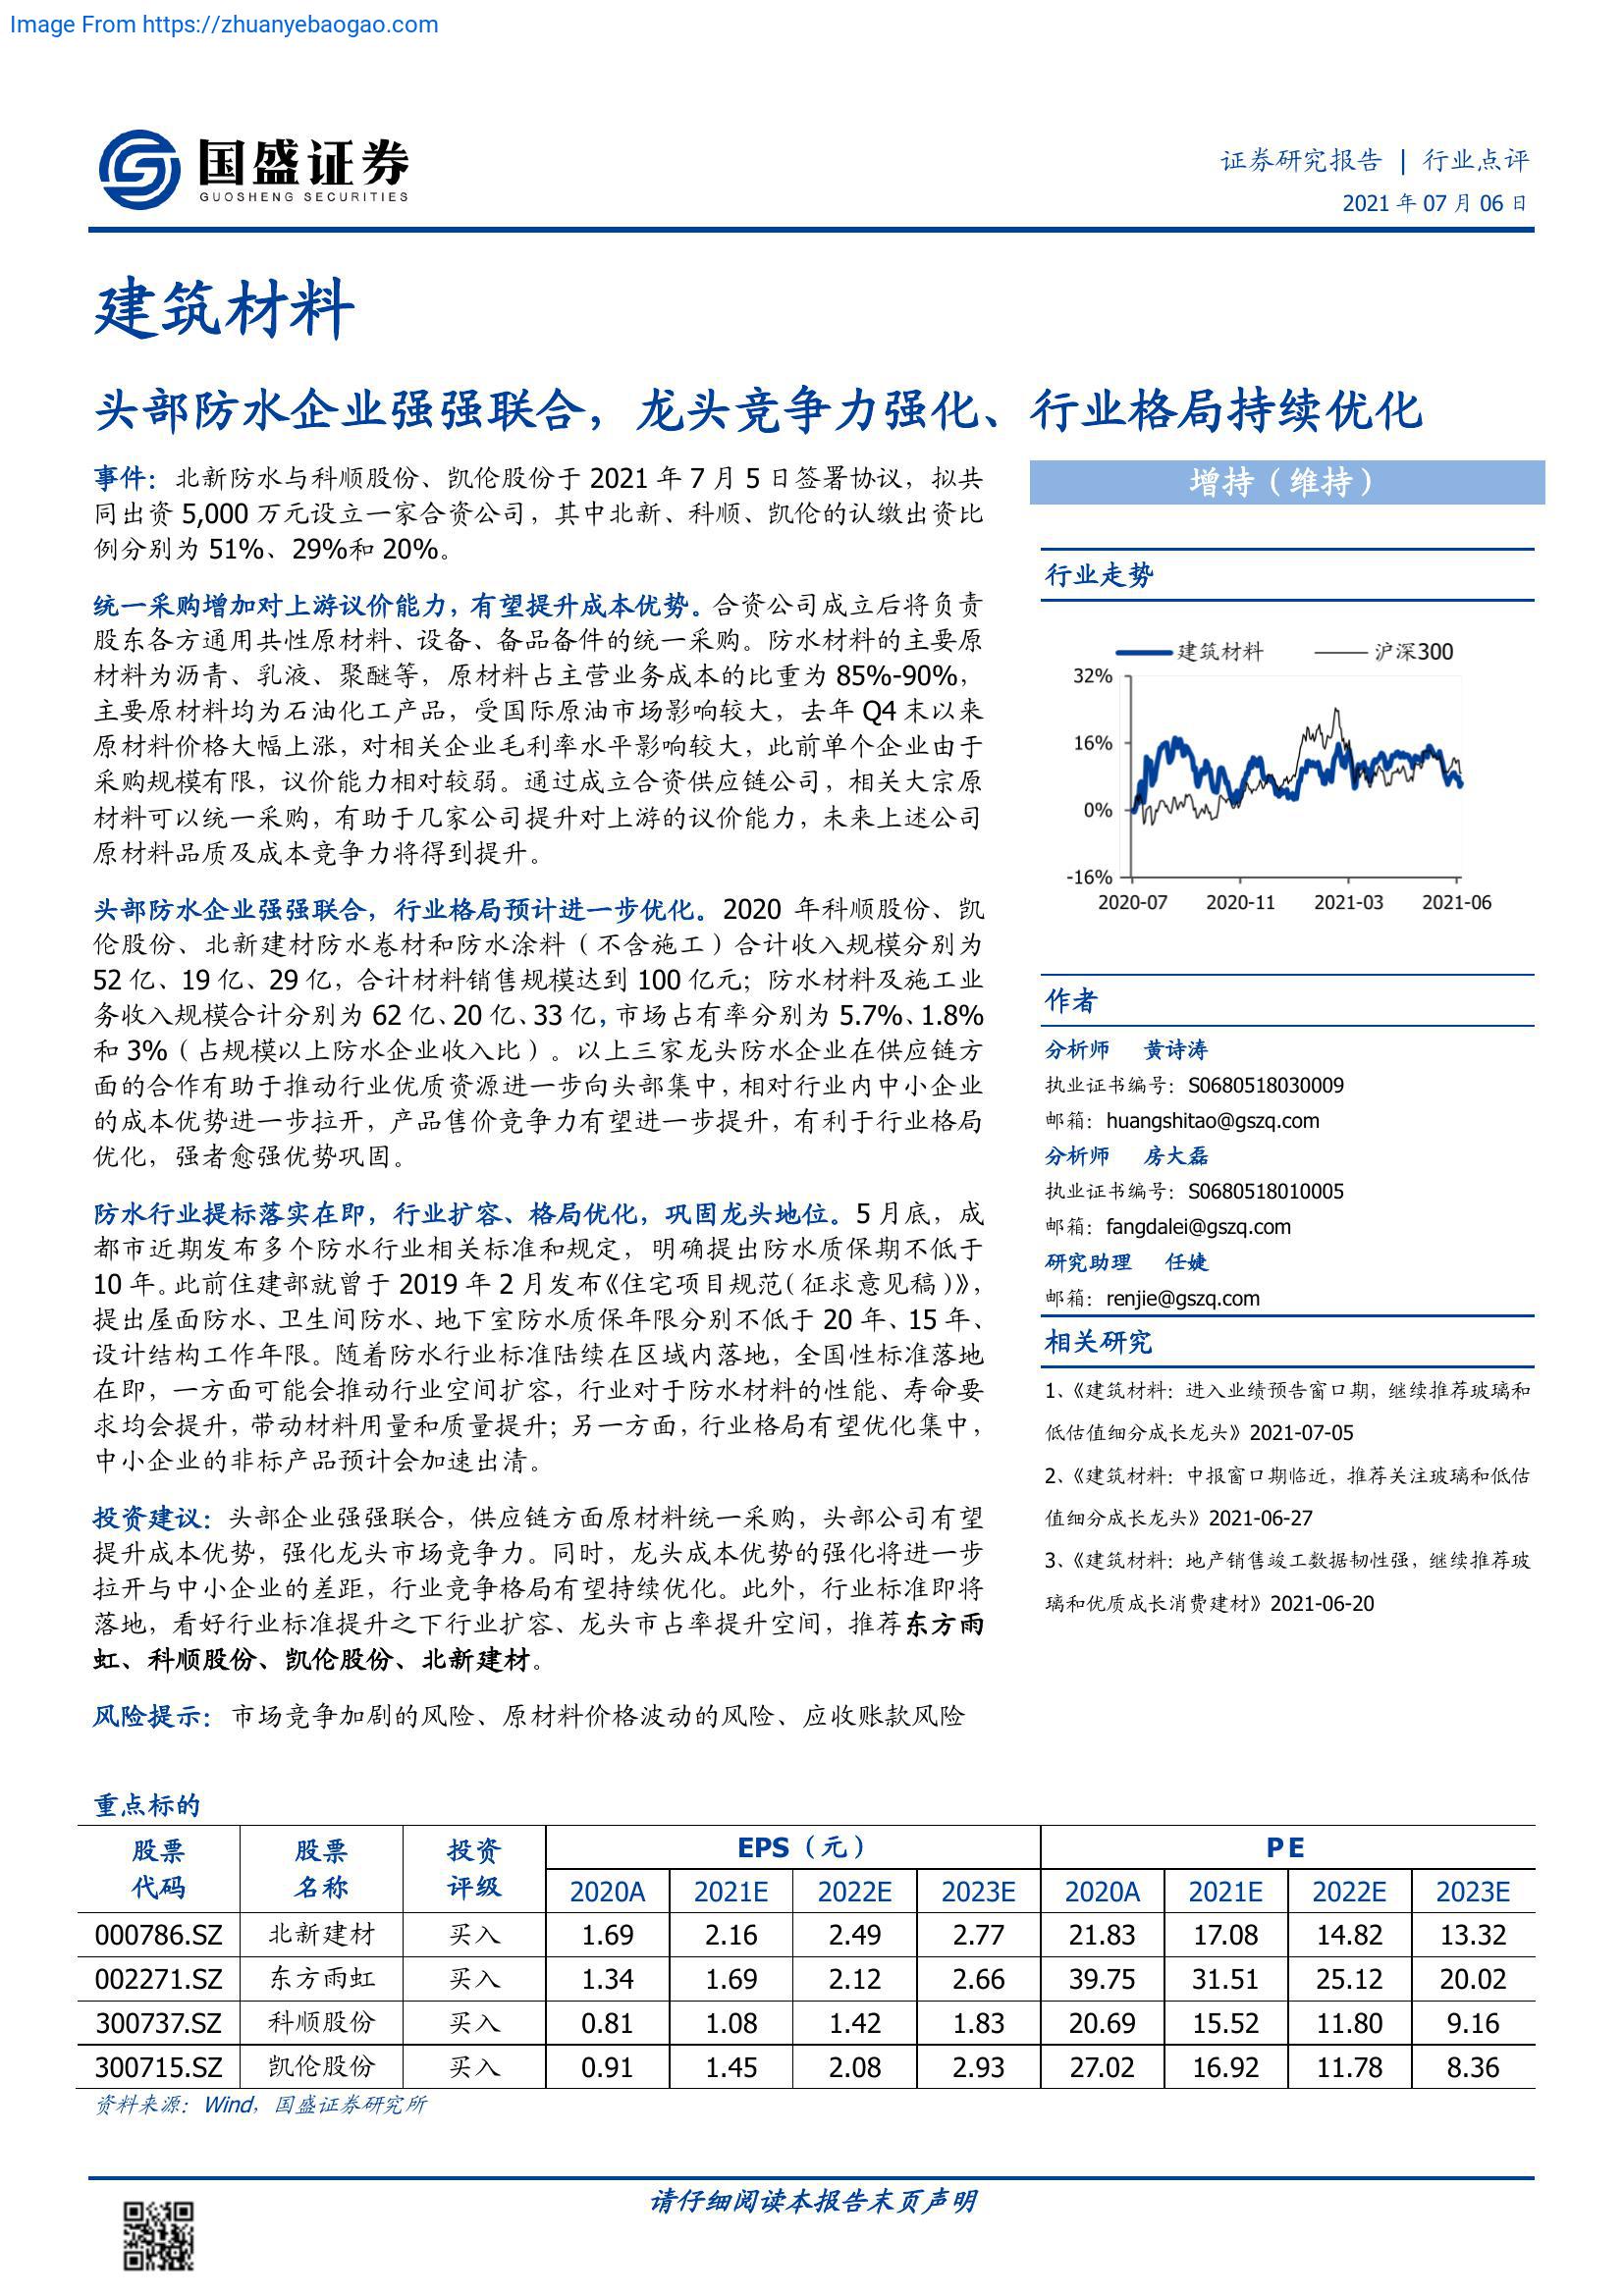 Image From https://zhuanyebaogao.com
国盛证券
GUOSHENG SECURITIES
证券研究报告 | 行业点评
2021 年 07 月 06 日
建筑材料
头部防水企业强强联合，龙头竞争力强化、行业格局持续优化
事件：北新防水与科顺股份、凯伦股份于 2021 年 7 月 5 日签署协议，拟共
同出资 5,000 万元设立一家合资公司，其中北新、科顺、凯伦的认缴出资比
例分别为 51%、29%和 20%。
统一采购增加对上游议价能力，有望提升成本优势。合资公司成立后将负责
股东各方通用共性原材料、设备、备品备件的统一采购。防水材料的主要原
材料为沥青、乳液、聚醚等，原材料占主营业务成本的比重为 85%-90%，
主要原材料均为石油化工产品，受国际原油市场影响较大，去年 Q4 末以来
原材料价格大幅上涨，对相关企业毛利率水平影响较大，此前单个企业由于
采购规模有限，议价能力相对较弱。通过成立合资供应链公司，相关大宗原
材料可以统一采购，有助于几家公司提升对上游的议价能力，未来上述公司
原材料品质及成本竞争力将得到提升。
头部防水企业强强联合，行业格局预计进一步优化。2020 年科顺股份、凯
伦股份、北新建材防水卷材和防水涂料（不含施工）合计收入规模分别为
52 亿、19 亿、29 亿，合计材料销售规模达到 100 亿元；防水材料及施工业
务收入规模合计分别为 62 亿、20 亿、33 亿，市场占有率分别为 5.7%、1.8%
和 3%（占规模以上防水企业收入比）。以上三家龙头防水企业在供应链方
面的合作有助于推动行业优质资源进一步向头部集中，相对行业内中小企业
的成本优势进一步拉开，产品售价竞争力有望进一步提升，有利于行业格局
优化，强者愈强优势巩固。
防水行业提标落实在即，行业扩容、格局优化，巩固龙头地位。5 月底，成
都市近期发布多个防水行业相关标准和规定，明确提出防水质保期不低于
10 年。此前住建部就曾于 2019 年 2 月发布《住宅项目规范（征求意见稿）》，
提出屋面防水、卫生间防水、地下室防水质保年限分别不低于 20 年、15 年、
设计结构工作年限。随着防水行业标准陆续在区域内落地，全国性标准落地
在即，一方面可能会推动行业空间扩容，行业对于防水材料的性能、寿命要
求均会提升，带动材料用量和质量提升；另一方面，行业格局有望优化集中，
中小企业的非标产品预计会加速出清。
投资建议：头部企业强强联合，供应链方面原材料统一采购，头部公司有望
提升成本优势，强化龙头市场竞争力。同时，龙头成本优势的强化将进一步
拉开与中小企业的差距，行业竞争格局有望持续优化。此外，行业标准即将
落地，看好行业标准提升之下行业扩容、龙头市占率提升空间，推荐东方雨
虹、科顺股份、凯伦股份、北新建材。
风险提示：市场竞争加剧的风险、原材料价格波动的风险、应收账款风险
增持（维持）
行业走势
建筑材料 沪深300
32%
16%
0%
-16%
2020-07 2020-11 2021-03 2021-06
作者
分析师 黄诗涛
执业证书编号：S0680518030009
邮箱：huangshitao@gszq.com
分析师 房大磊
执业证书编号：S0680518010005
邮箱：fangdalei@gszq.com
研究助理 任婕
邮箱：renjie@gszq.com
相关研究
1、《建筑材料：进入业绩预告窗口期，继续推荐玻璃和
低估值细分成长龙头》2021-07-05
2、《建筑材料：中报窗口期临近，推荐关注玻璃和低估
值细分成长龙头》2021-06-27
3、《建筑材料：地产销售竣工数据韧性强，继续推荐玻
璃和优质成长消费建材》2021-06-20
重点标的
股票代码 股票名称 投资评级 EPS（元） PE
2020A 2021E 2022E 2023E 2020A 2021E 2022E 2023E
000786.SZ 北新建材 买入 1.69 2.16 2.49 2.77 21.83 17.08 14.82 13.32
002271.SZ 东方雨虹 买入 1.34 1.69 2.12 2.66 39.75 31.51 25.12 20.02
300737.SZ 科顺股份 买入 0.81 1.08 1.42 1.83 20.69 15.52 11.80 9.16
300715.SZ 凯伦股份 买入 0.91 1.45 2.08 2.93 27.02 16.92 11.78 8.36
资料来源：Wind，国盛证券研究所
请仔细阅读本报告末页声明